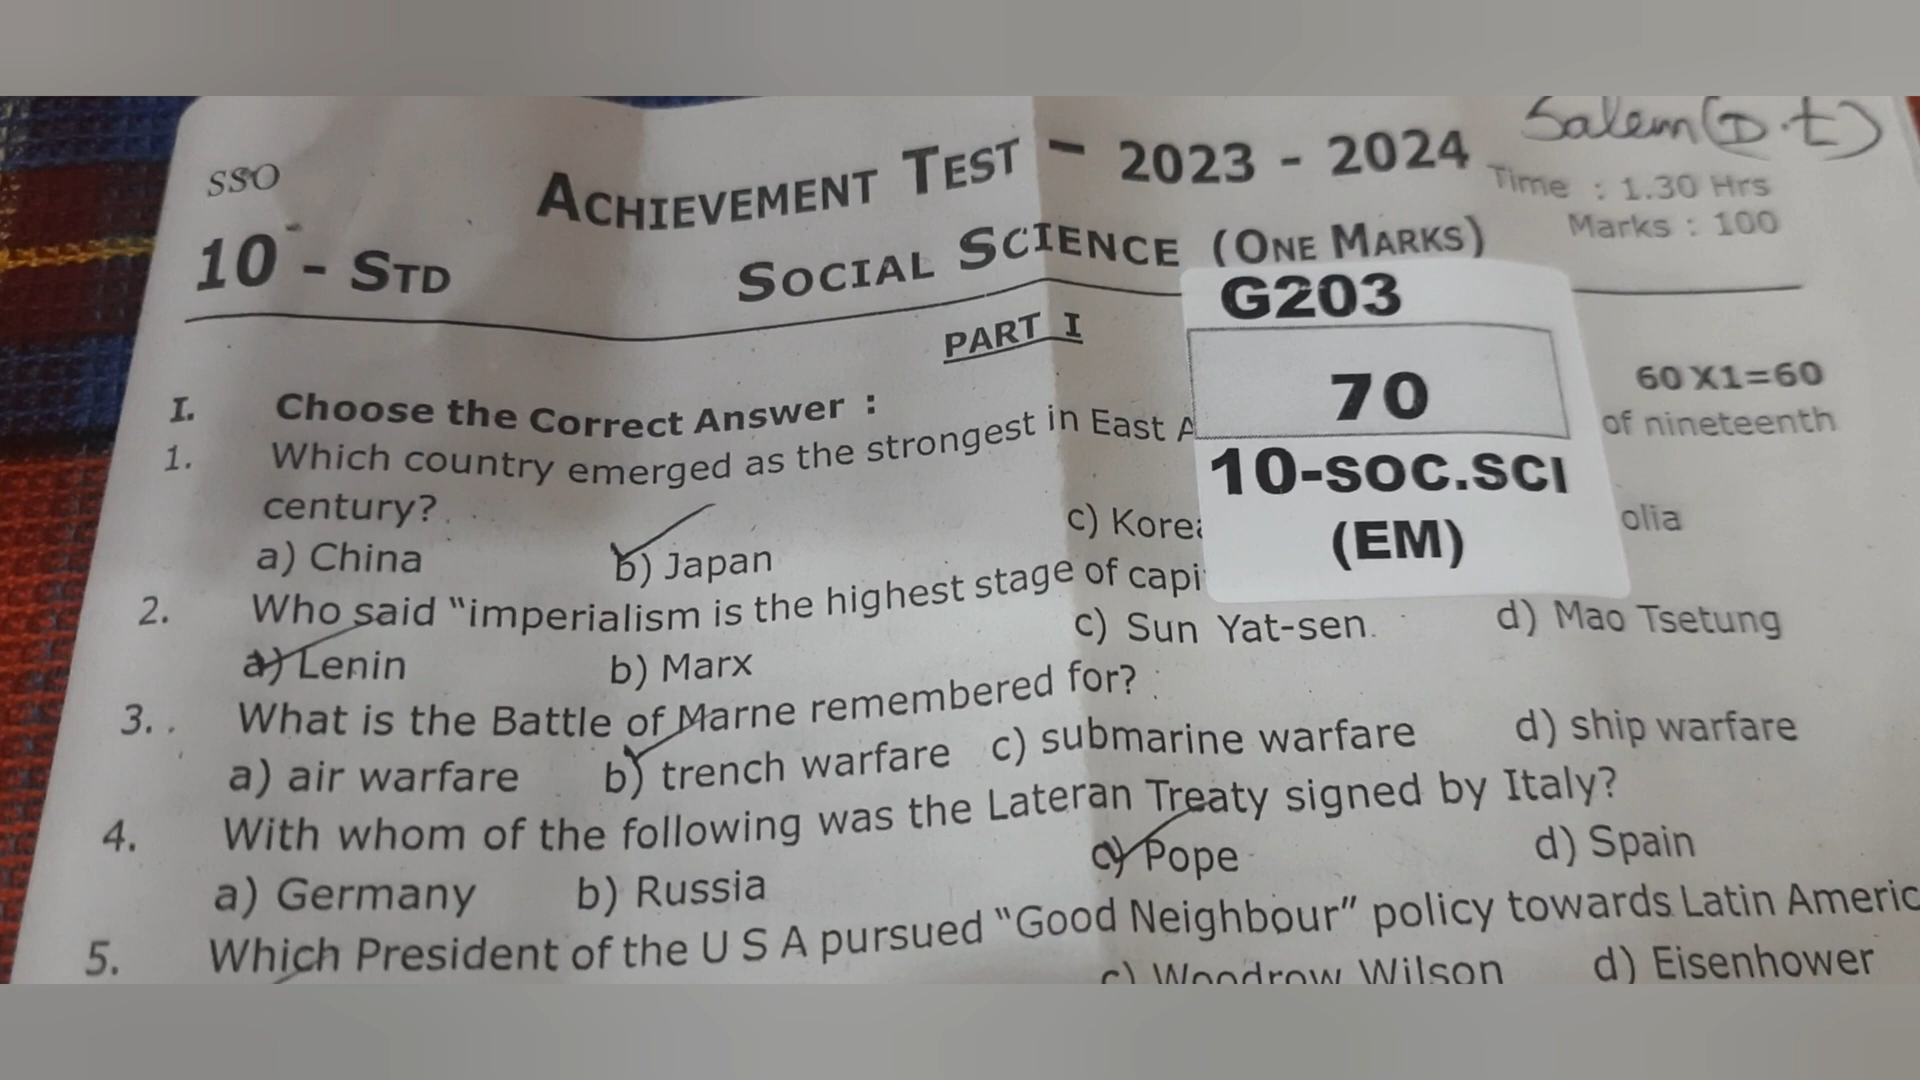 Salem (D.t)
SSO
ACHIEVEMENT TEST - 2023 - 2024
Time : 1.30 Hrs
10 - STD
SOCIAL SCIENCE (ONE MARKS)
Marks : 100
G203
70
10-SOC.SCI
(EM)
PART I
I. Choose the Correct Answer : 60 X1=60
1. Which country emerged as the strongest in East of nineteenth
century?
a) China b) Japan c) olia
2. Who said "imperialism is the highest stage of
a) Lenin b) Marx c) Sun Yat-sen. d) Mao Tsetung
3. What is the Battle of Marne remembered for?
a) air warfare b) trench warfare c) submarine warfare d) ship warfare
4. With whom of the following was the Lateran Treaty signed by Italy?
a) Germany b) Russia c) Pope d) Spain
5. Which President of the U S A pursued "Good Neighbour" policy towards Latin Americ
c) Woodrow Wilson d) Eisenhower